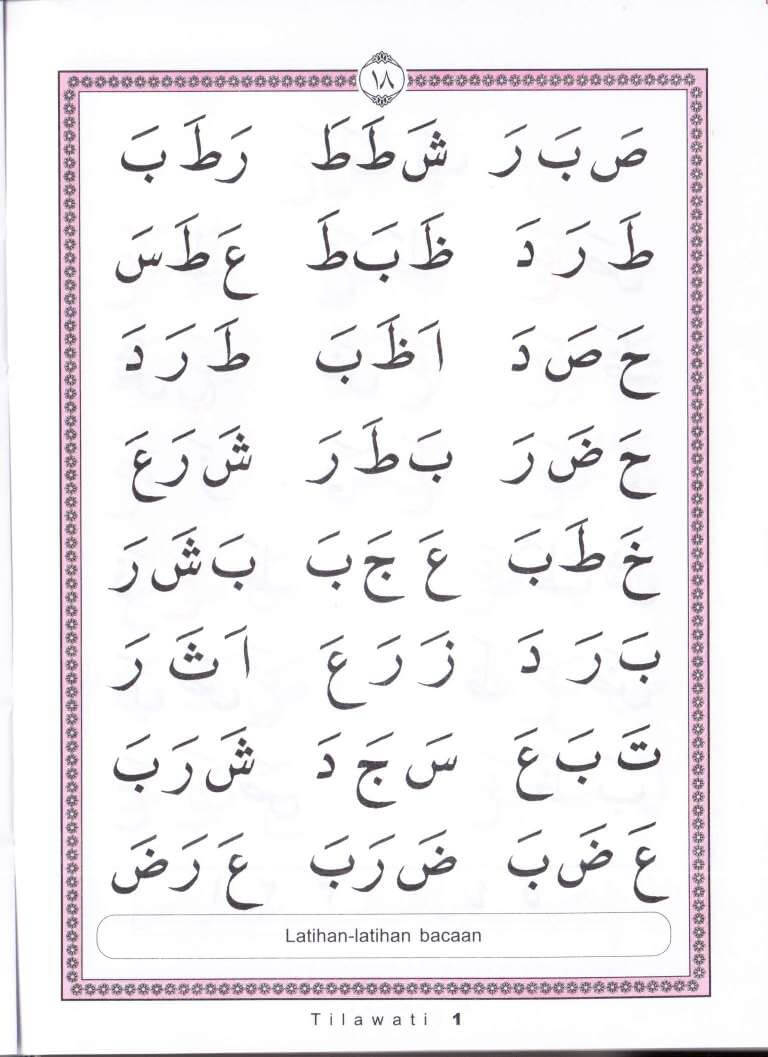 ١٨
صَ بَ رَ شَ طَ طَ رَ طَ بَ
طَ رَ دَ ظَ بَ طَ عَ طَ سَ
حَ صَ دَ اَ ظَ بَ طَ رَ دَ
حَ ضَ رَ بَ طَ رَ شَ رَ عَ
خَ طَ بَ عَ جَ بَ بَ شَ رَ
بَ رَ دَ زَ رَ عَ اَ ثَ رَ
تَ بَ عَ سَ جَ دَ شَ رَ بَ
عَ ضَ بَ ضَ رَ بَ عَ رَ ضَ
Latihan-latihan bacaan
Tilawati 1